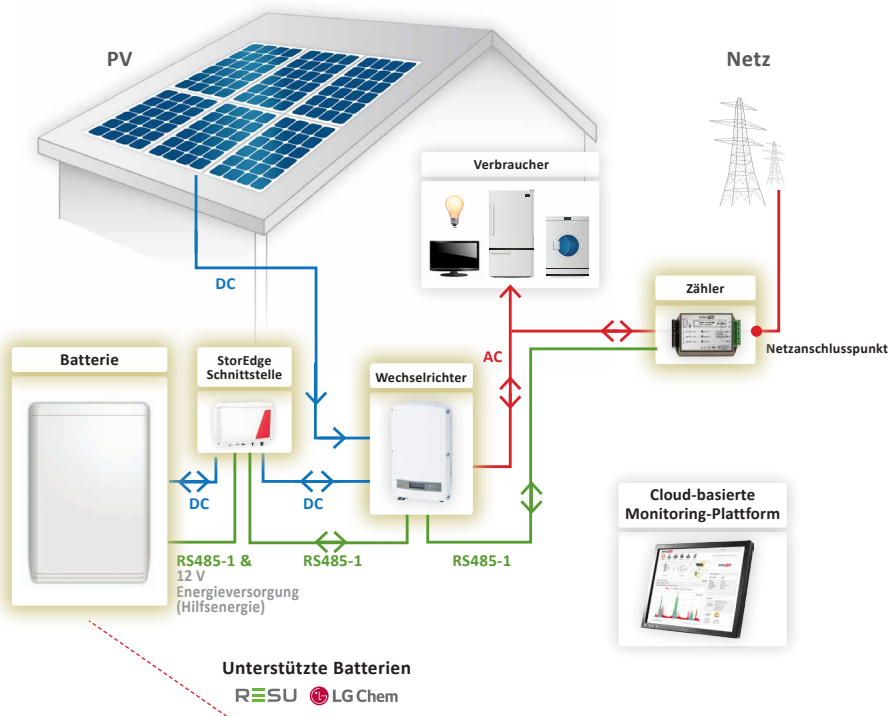 PV
Netz
Verbraucher
DC
Zähler
Netzanschlusspunkt
AC
Batterie
StorEdge
Schnittstelle
Wechselrichter
DC
DC
RS485-1 &
12 V
Energieversorgung
(Hilfsenergie)
RS485-1
RS485-1
Cloud-basierte
Monitoring-Plattform
Unterstützte Batterien
RESU LG Chem